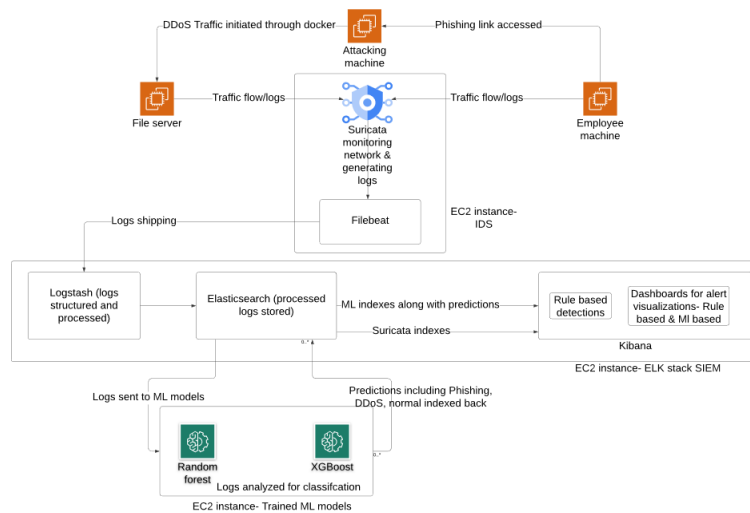 DDoS Traffic initiated through docker
Phishing link accessed
Attacking
machine
Traffic flow/logs
Traffic flow/logs
File server
Suricata
monitoring
network &
generating
logs
Employee
machine
Filebeat
EC2 instance-
IDS
Logs shipping
Logstash (logs
structured and
processed)
Elasticsearch (processed
logs stored)
ML indexes along with predictions
Suricata indexes
Rule based
detections
Dashboards for alert
visualizations- Rule
based & Ml based
Kibana
0..*
EC2 instance- ELK stack SIEM
Logs sent to ML models
Predictions including Phishing,
DDoS, normal indexed back
Random
forest
XGBoost
0..*
Logs analyzed for classifcation
EC2 instance- Trained ML models